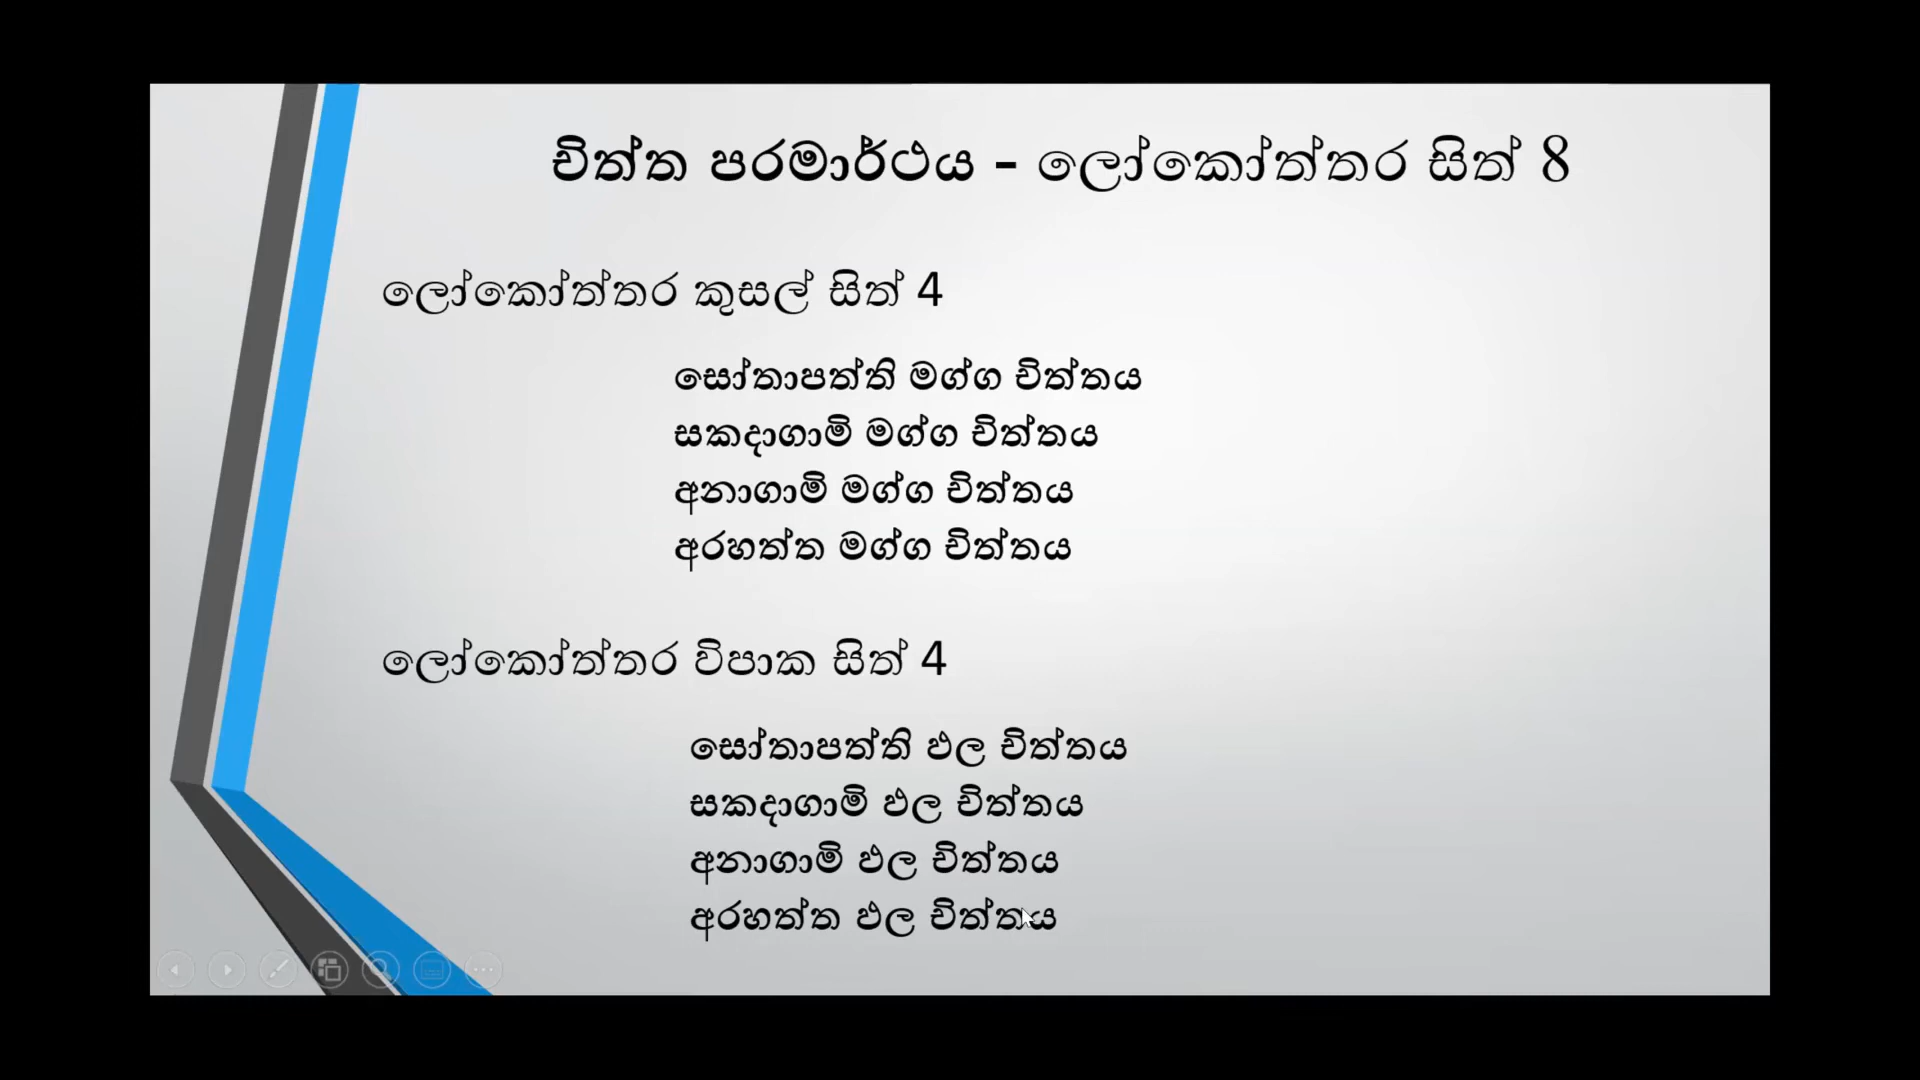 චිත්ත පරමාර්ථය - ලෝකෝත්තර සිත් 8
ලෝකෝත්තර කුසල් සිත් 4
සෝතාපත්ති මග්ග චිත්තය
සකදාගාමි මග්ග චිත්තය
අනාගාමි මග්ග චිත්තය
අරහත්ත මග්ග චිත්තය
ලෝකෝත්තර විපාක සිත් 4
සෝතාපත්ති ඵල චිත්තය
සකදාගාමි ඵල චිත්තය
අනාගාමි ඵල චිත්තය
අරහත්ත ඵල චිත්තය